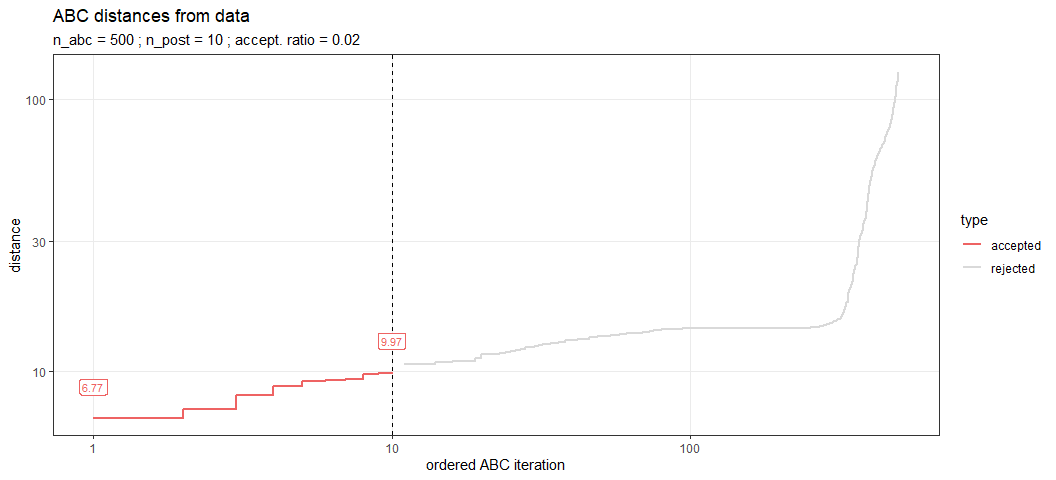 ABC distances from data
n_abc = 500 ; n_post = 10 ; accept. ratio = 0.02
100
30
10
distance
6.77
9.97
1
10
100
ordered ABC iteration
type
accepted
rejected